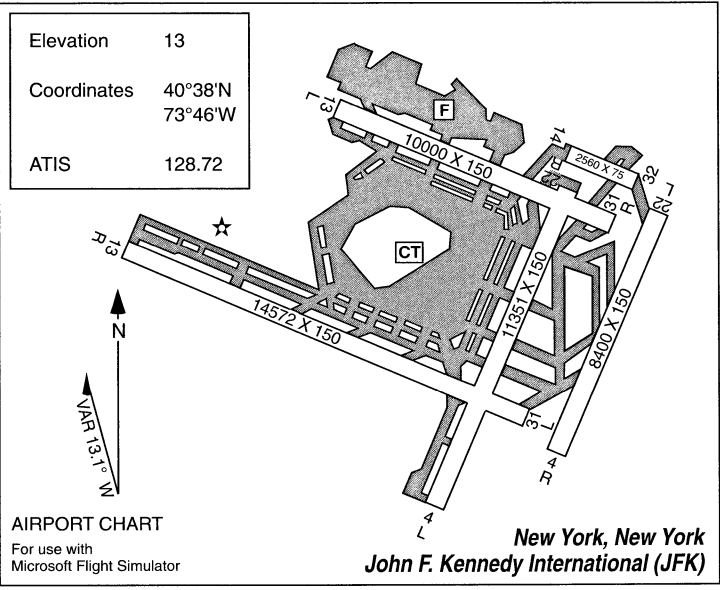 Elevation 13
Coordinates 40°38'N
73°46'W
ATIS 128.72
13
L
F
10000 X 150
14
2560 X 75
32
22
R
31
R
22
L
CT
13
R
11351 X 150
14572 X 150
8400 X 150
N
VAR 13.1° W
31
L
4
R
4
L
AIRPORT CHART
For use with
Microsoft Flight Simulator
New York, New York
John F. Kennedy International (JFK)